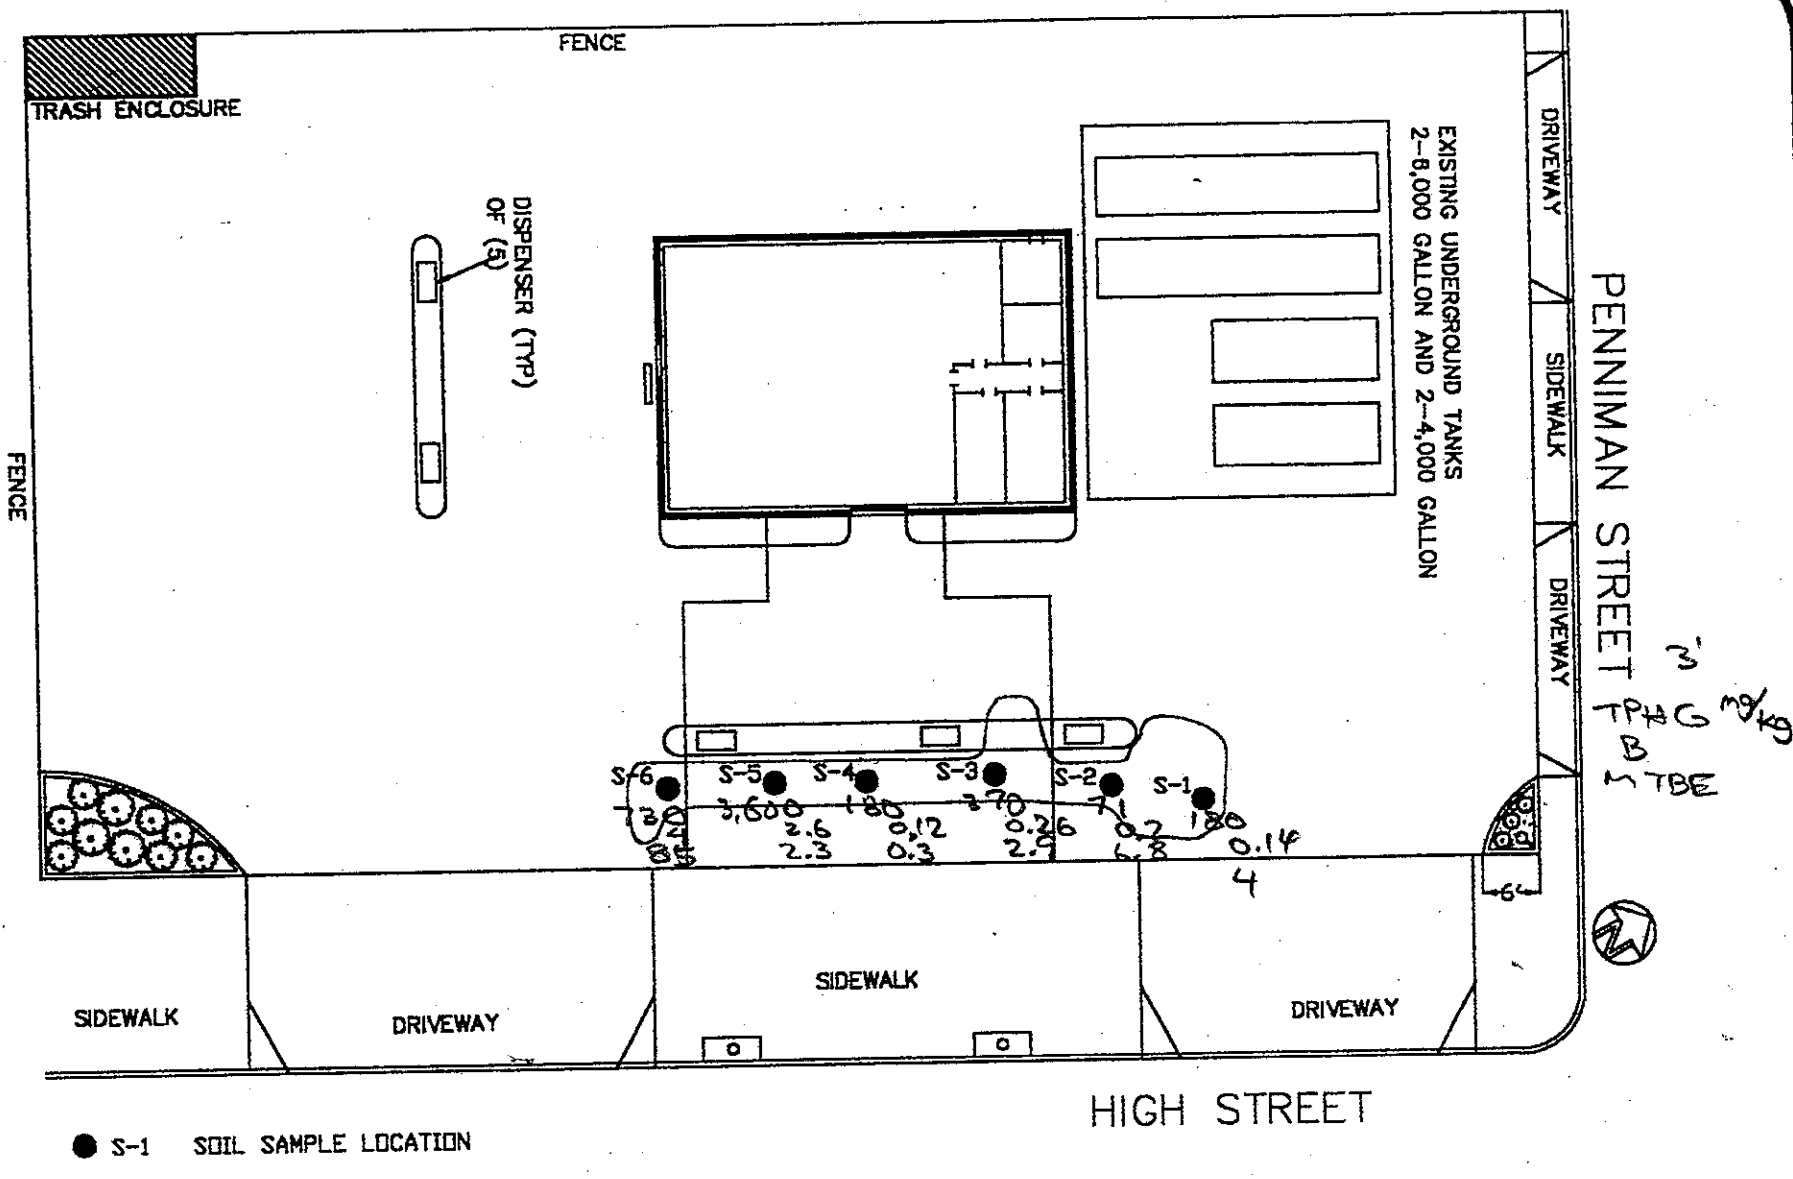 FENCE
TRASH ENCLOSURE
DISPENSER (TYP)
OF (5)
EXISTING UNDERGROUND TANKS
2-8,000 GALLON AND 2-4,000 GALLON
DRIVEWAY
SIDEWALK
DRIVEWAY
PENNIMAN STREET
FENCE
3'
TPHG mg/kg
B
MTBE
S-6 S-5 S-4 S-3 S-2 S-1
3,600 180 370 71 180
2.6 0.12 0.26 0.2 0.14
2.3 0.3 2.9 6.8 4
6'
SIDEWALK
DRIVEWAY
SIDEWALK
DRIVEWAY
HIGH STREET
S-1 SOIL SAMPLE LOCATION